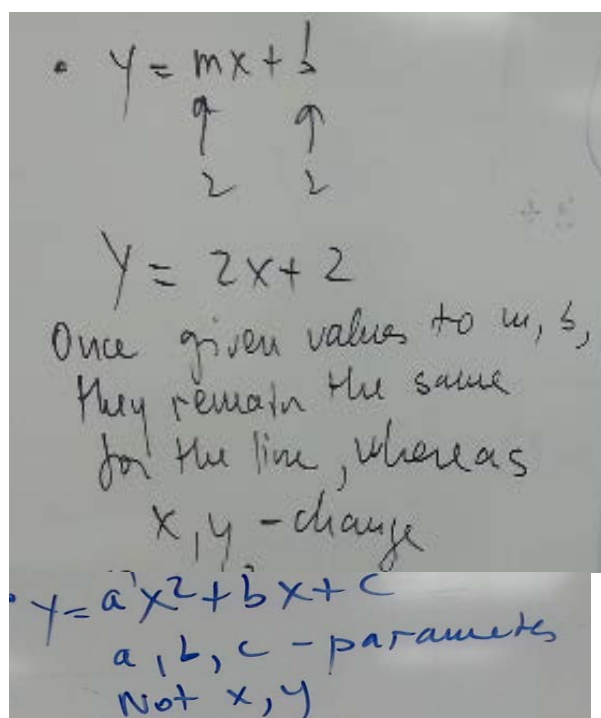 • y = mx + b
2 2
y = 2x + 2
Once given values to m, b,
they remain the same
for the line, whereas
x, y - change
• y = ax² + bx + c
a, b, c - parameters
Not x, y